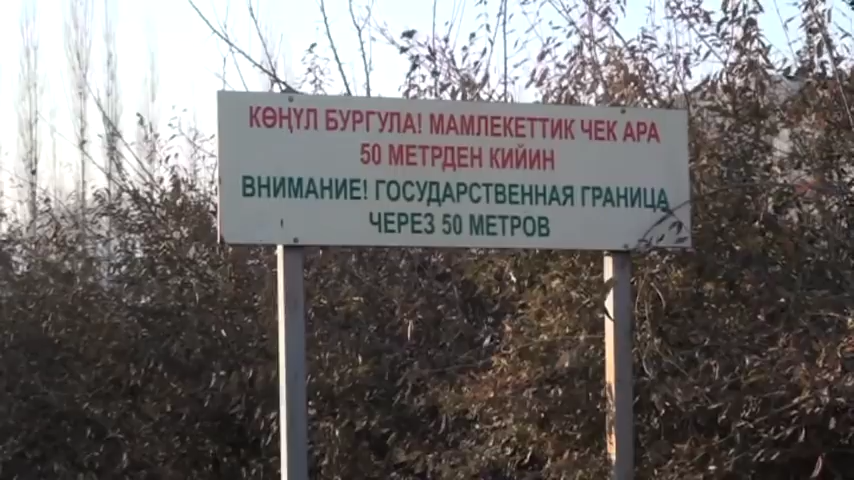 КӨҢҮЛ БУРГУЛА! МАМЛЕКЕТТИК ЧЕК АРА
50 МЕТРДЕН КИЙИН
ВНИМАНИЕ! ГОСУДАРСТВЕННАЯ ГРАНИЦА
ЧЕРЕЗ 50 МЕТРОВ